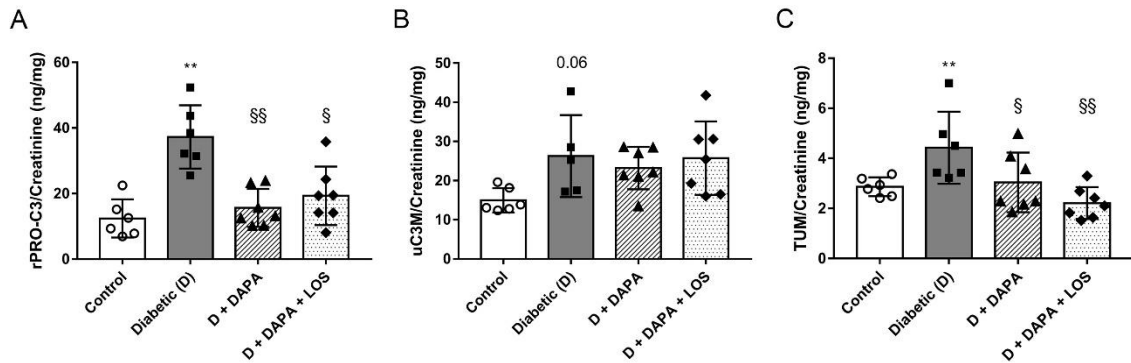 A
rPRO-C3/Creatinine (ng/mg)
60
40
20
0
**
§§
§
Control
Diabetic (D)
D + DAPA
D + DAPA + LOS
B
uC3M/Creatinine (ng/mg)
50
40
30
20
10
0
0.06
Control
Diabetic (D)
D + DAPA
D + DAPA + LOS
C
TUM/Creatinine (ng/mg)
8
6
4
2
0
**
§
§§
Control
Diabetic (D)
D + DAPA
D + DAPA + LOS